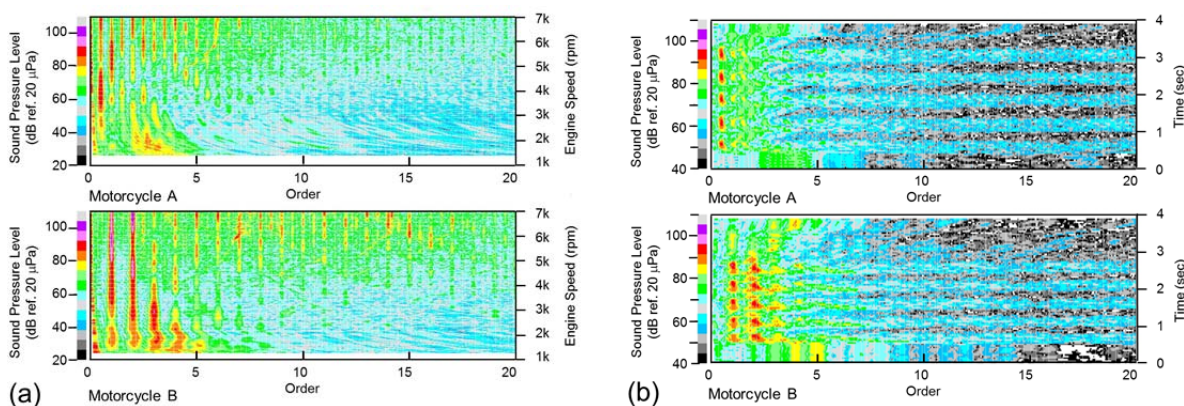 100
80
60
40
20
Sound Pressure Level
(dB ref. 20 µPa)
7k
6k
5k
4k
3k
2k
1k
Engine Speed (rpm)
0 5 10 15 20
Motorcycle A
Order
100
80
60
40
20
Sound Pressure Level
(dB ref. 20 µPa)
7k
6k
5k
4k
3k
2k
1k
Engine Speed (rpm)
0 5 10 15 20
Order
(a)
Motorcycle B
100
80
60
40
Sound Pressure Level
(dB ref. 20 µPa)
4
3
2
1
0
Time (sec)
0 5 10 15 20
Motorcycle A
Order
100
80
60
40
Sound Pressure Level
(dB ref. 20 µPa)
4
3
2
1
0
Time (sec)
0 5 10 15 20
(b)
Motorcycle B
Order